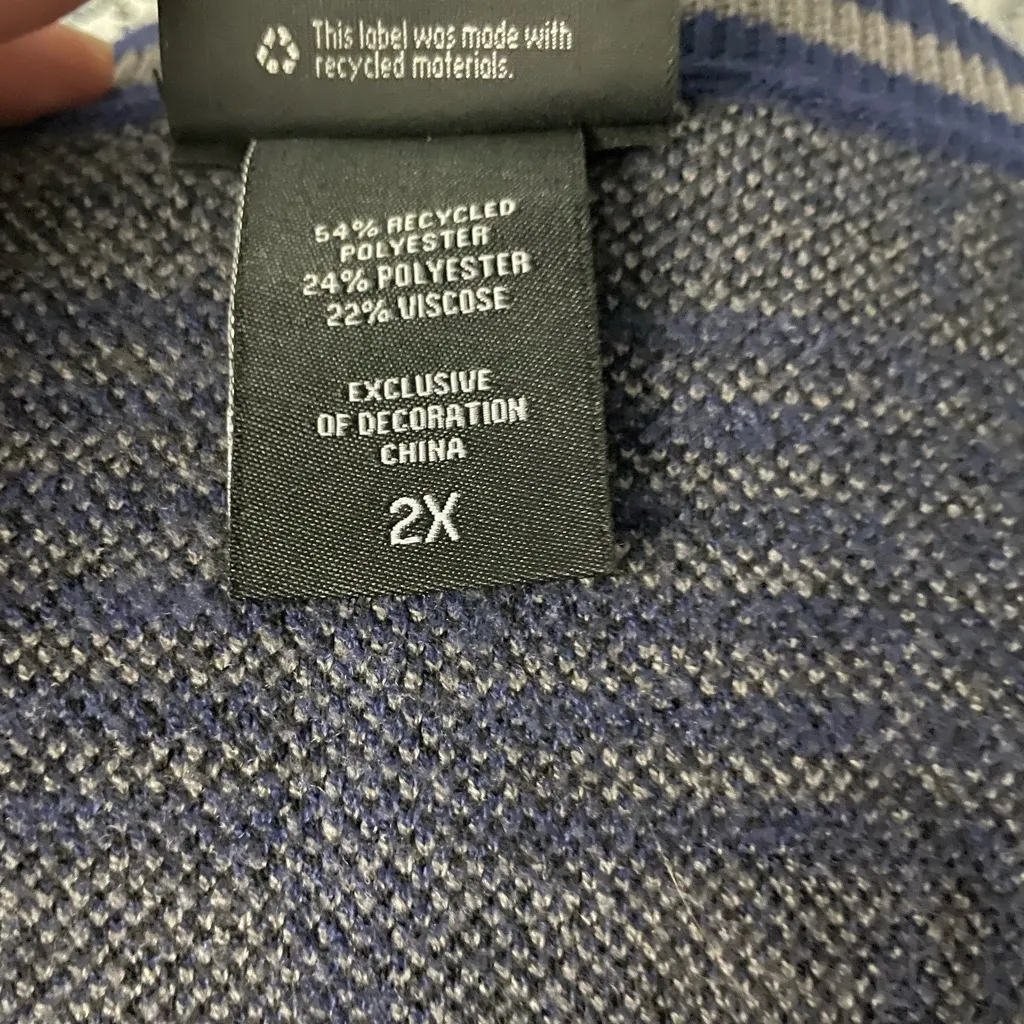 This label was made with
recycled materials.
54% RECYCLED
POLYESTER
24% POLYESTER
22% VISCOSE
EXCLUSIVE
OF DECORATION
CHINA
2X